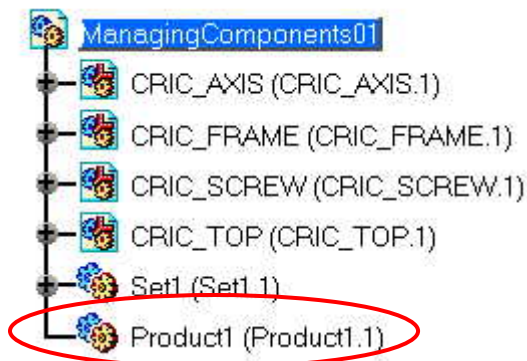 ManagingComponents01
CRIC_AXIS (CRIC_AXIS.1)
CRIC_FRAME (CRIC_FRAME.1)
CRIC_SCREW (CRIC_SCREW.1)
CRIC_TOP (CRIC_TOP.1)
Set1 (Set1.1)
Product1 (Product1.1)